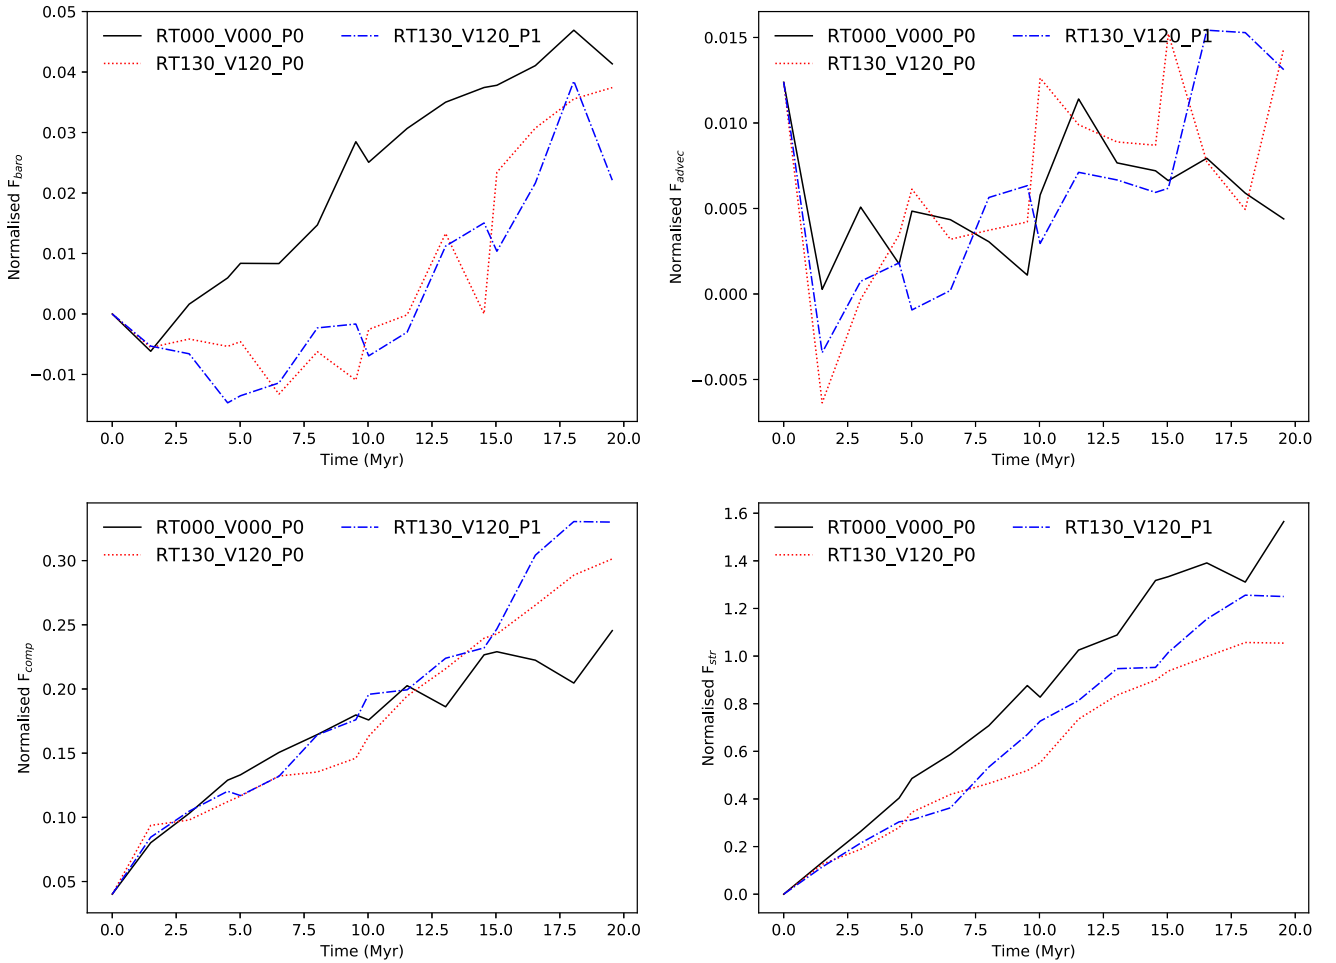 0.05
0.04
0.03
0.02
0.01
0.00
−0.01
Normalised F_baro
RT000_V000_P0
RT130_V120_P1
RT130_V120_P0
0.0 2.5 5.0 7.5 10.0 12.5 15.0 17.5 20.0
Time (Myr)
0.015
0.010
0.005
0.000
−0.005
Normalised F_advec
RT000_V000_P0
RT130_V120_P1
RT130_V120_P0
0.0 2.5 5.0 7.5 10.0 12.5 15.0 17.5 20.0
Time (Myr)
0.30
0.25
0.20
0.15
0.10
0.05
Normalised F_comp
RT000_V000_P0
RT130_V120_P1
RT130_V120_P0
0.0 2.5 5.0 7.5 10.0 12.5 15.0 17.5 20.0
Time (Myr)
1.6
1.4
1.2
1.0
0.8
0.6
0.4
0.2
0.0
Normalised F_str
RT000_V000_P0
RT130_V120_P1
RT130_V120_P0
0.0 2.5 5.0 7.5 10.0 12.5 15.0 17.5 20.0
Time (Myr)